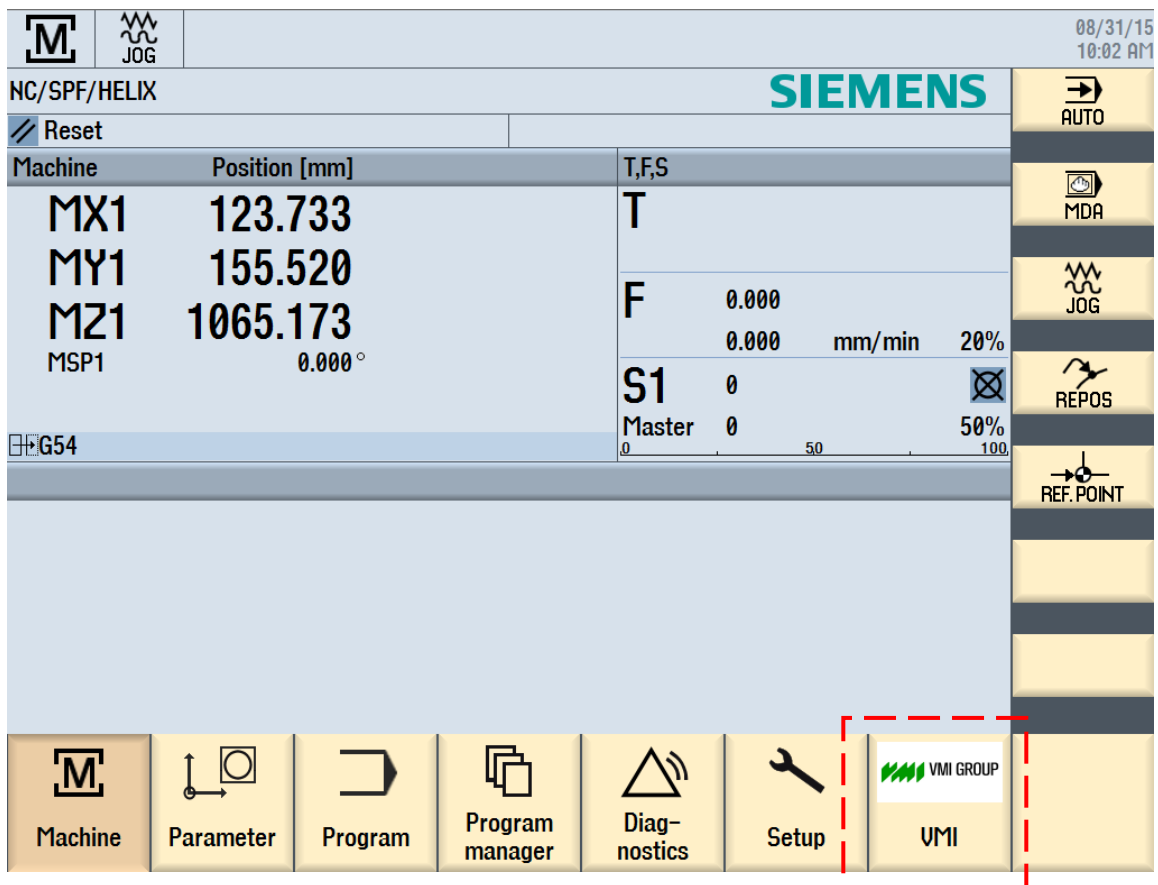 M
JOG
08/31/15
10:02 AM
NC/SPF/HELIX
SIEMENS
Reset
Machine Position [mm]
T,F,S
MX1 123.733
MY1 155.520
MZ1 1065.173
MSP1 0.000°
T
F 0.000
0.000 mm/min 20%
S1 0
Master 0 50%
0 50 100
G54
AUTO
MDA
JOG
REPOS
REF. POINT
M
Machine
Parameter
Program
Program
manager
Diag-
nostics
Setup
VMI GROUP
VMI